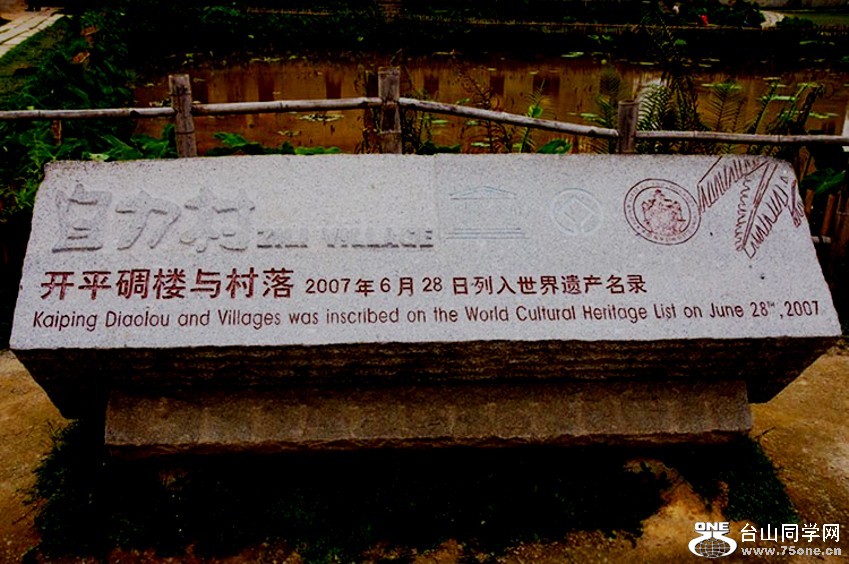 自力村
ZILI VILLAGE
开平碉楼与村落 2007年6月28日列入世界遗产名录
Kaiping Diaolou and Villages was inscribed on the World Cultural Heritage List on June 28TH, 2007
ONE 台山同学网
www.75one.cn